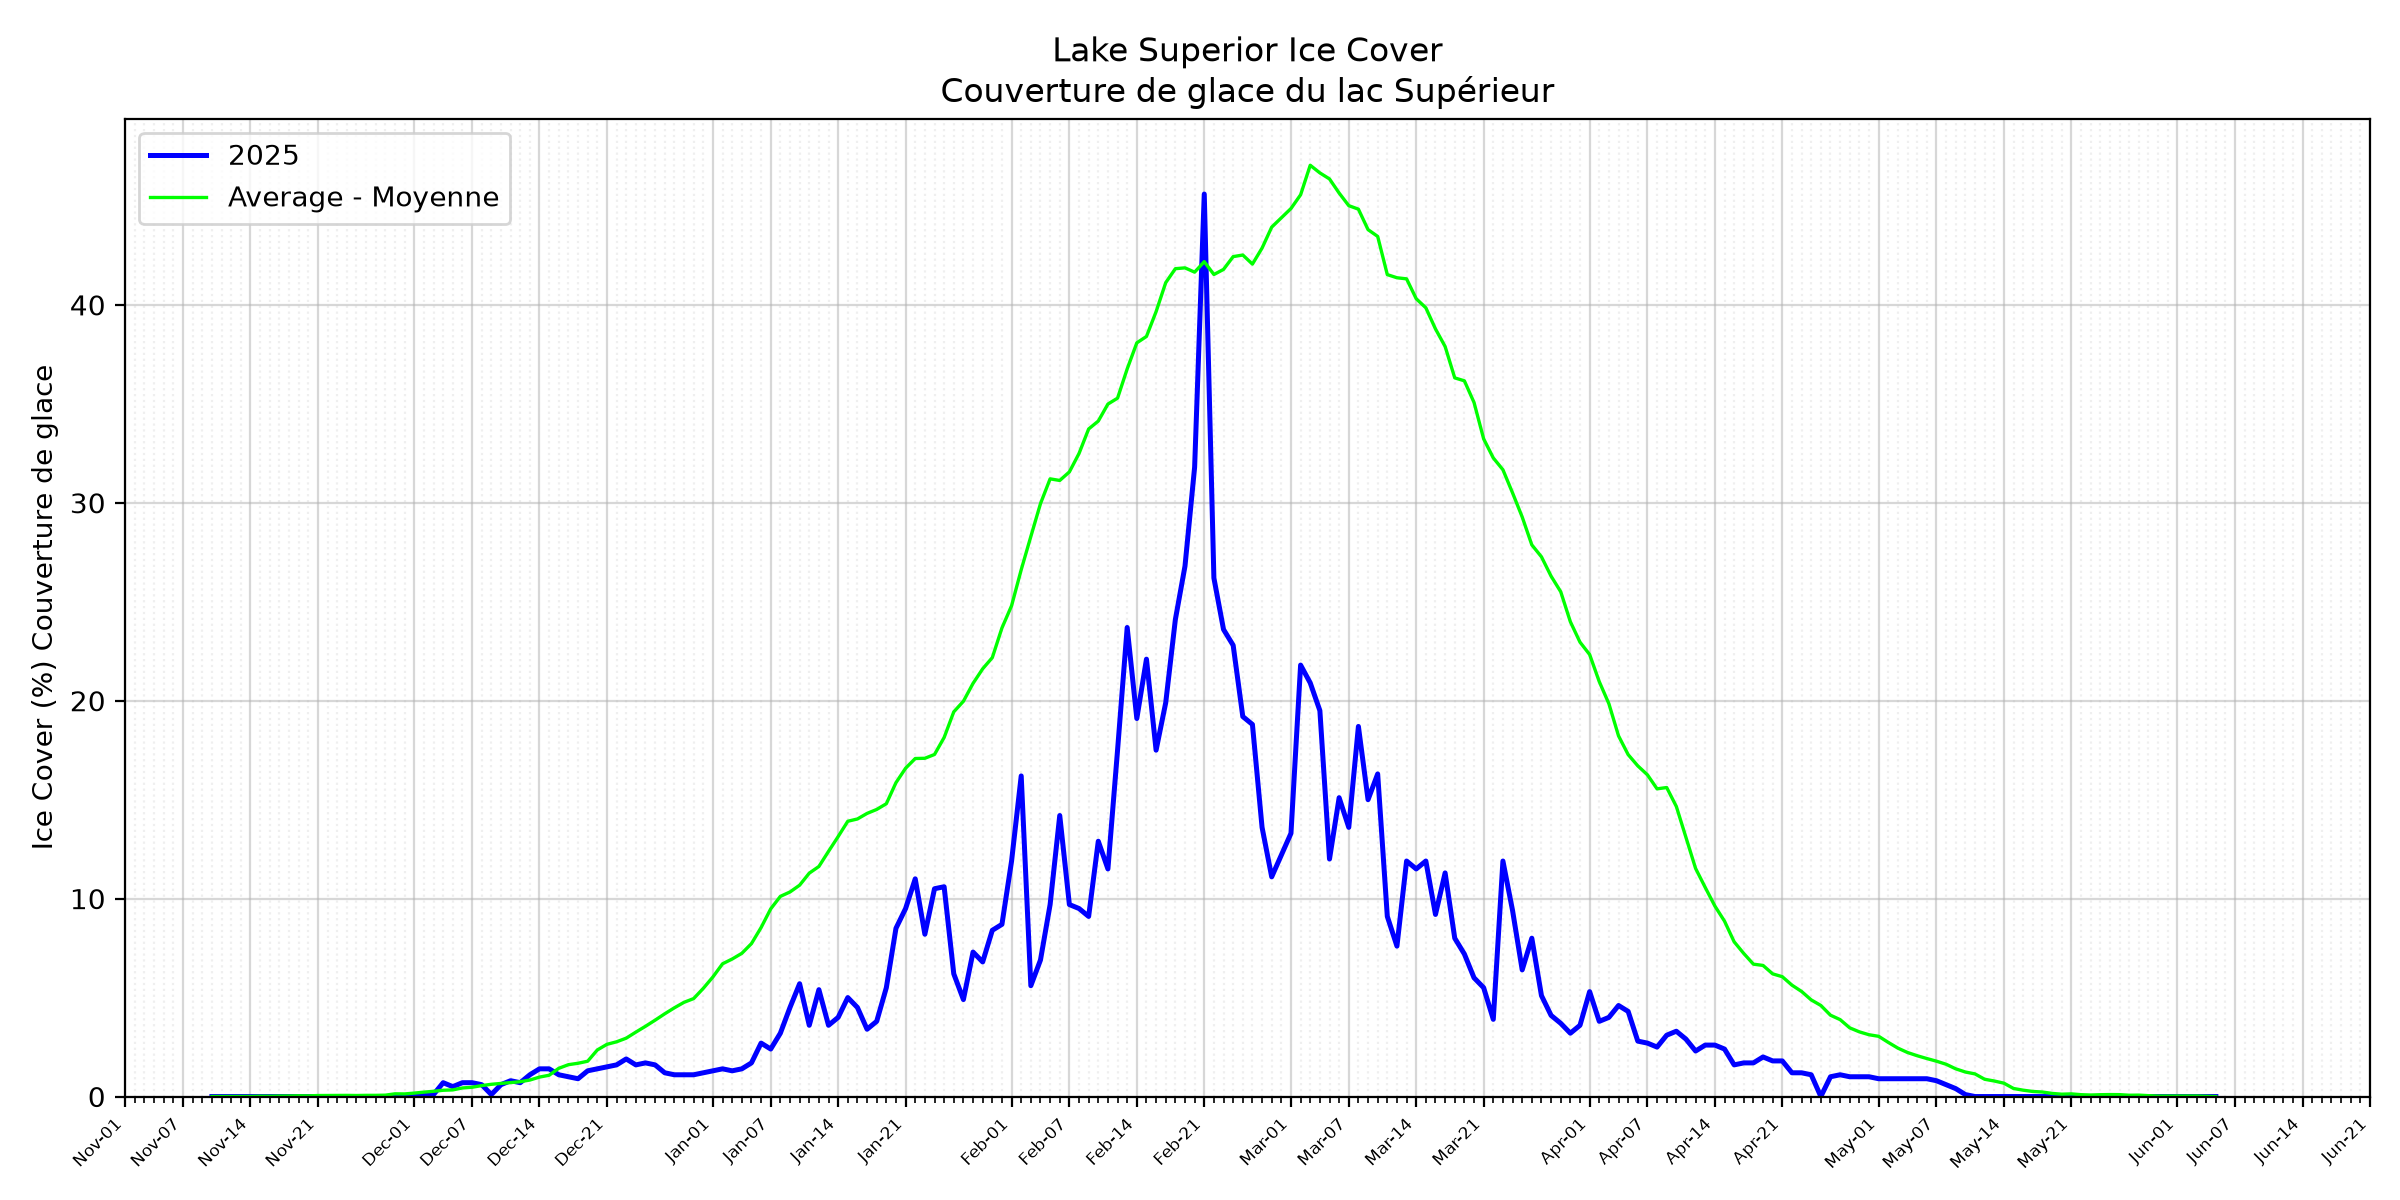 Lake Superior Ice Cover
Couverture de glace du lac Supérieur
2025
Average - Moyenne
Ice Cover (%) Couverture de glace
40
30
20
10
0
Nov-01
Nov-07
Nov-14
Nov-21
Dec-01
Dec-07
Dec-14
Dec-21
Jan-01
Jan-07
Jan-14
Jan-21
Feb-01
Feb-07
Feb-14
Feb-21
Mar-01
Mar-07
Mar-14
Mar-21
Apr-01
Apr-07
Apr-14
Apr-21
May-01
May-07
May-14
May-21
Jun-01
Jun-07
Jun-14
Jun-21